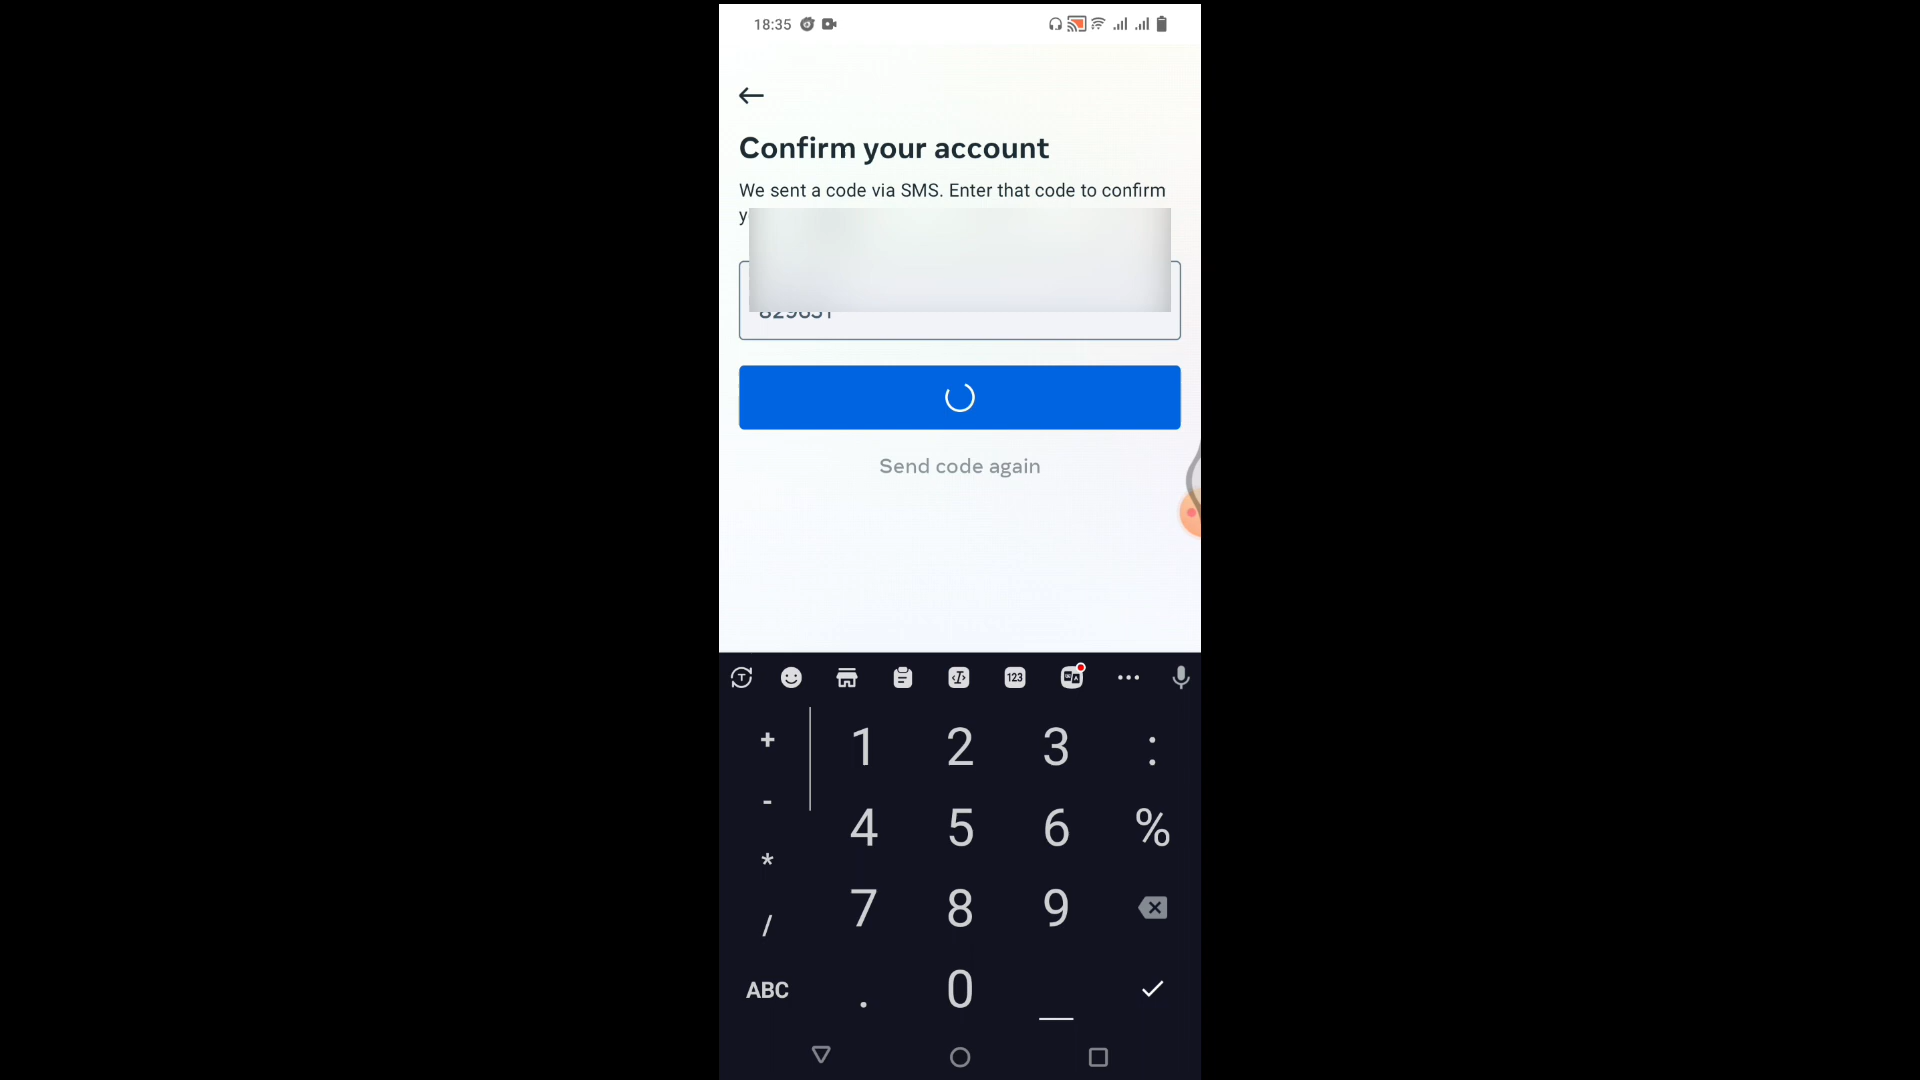 18:35
Confirm your account
We sent a code via SMS. Enter that code to confirm
Send code again
123
+ 1 2 3 :
- 4 5 6 %
*
/ 7 8 9
ABC . 0